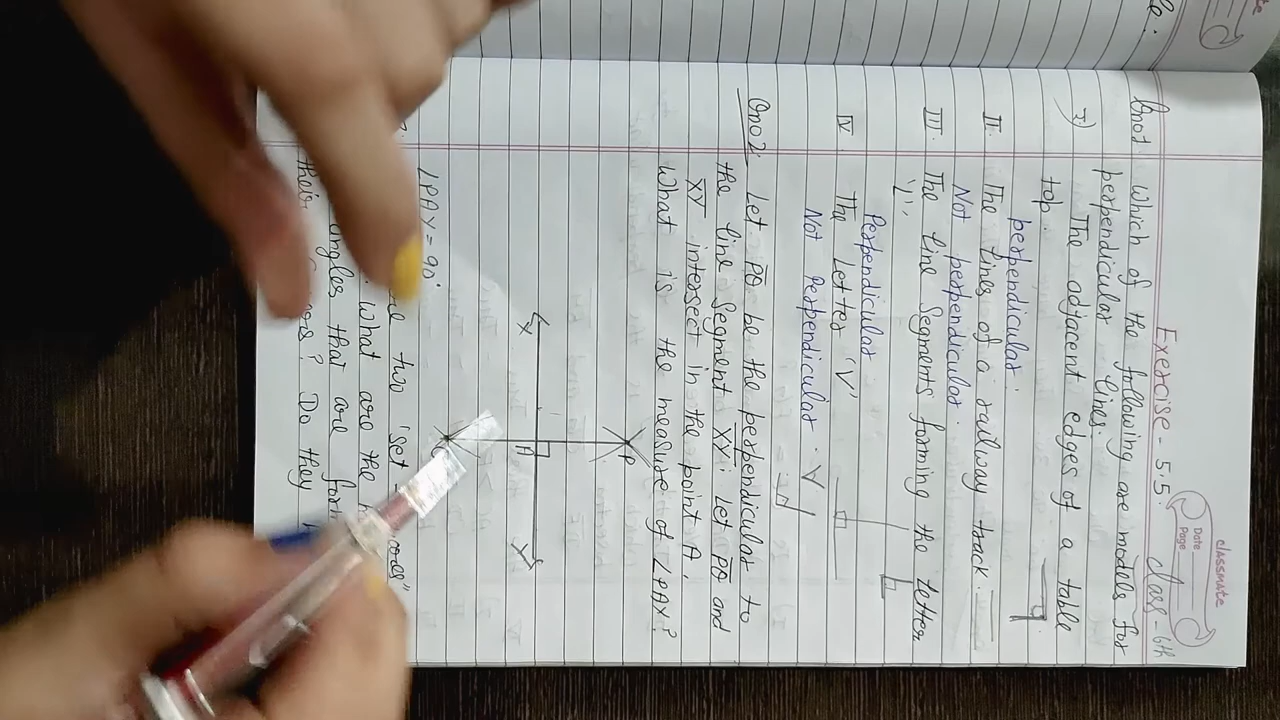 classmate
Date
Page
Exercise - 5.5. class - 6th
Qno1. Which of the following are models for
perpendicular lines.
I) The adjacent edges of a table
top.
perpendicular.
II. The lines of a railway track.
Not perpendicular.
III. The line Segments forming the letter
'L'.
Perpendicular
IV The Letter 'V'
Not Perpendicular. V
Qno2. Let PQ be the perpendicular to
the line Segment XY. Let PQ and
XY intersect in the point A.
What is the measure of ∠PAY?
P
X A Y
∠PAY = 90°
two 'set -
What are the
angles that are
their Do they